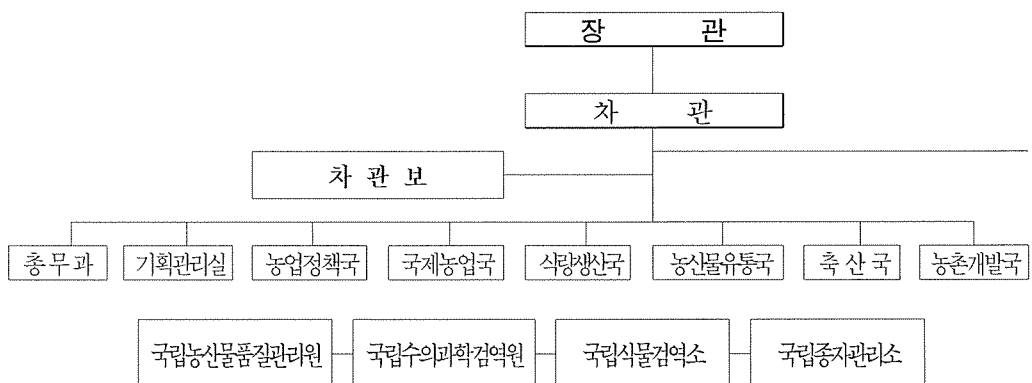 장 관
차 관
차 관 보
총무과 기획관리실 농업정책국 국제농업국 식량생산국 농산물유통국 축산국 농촌개발국
국립농산물품질관리원 국립수의과학검역원 국립식물검역소 국립종자관리소